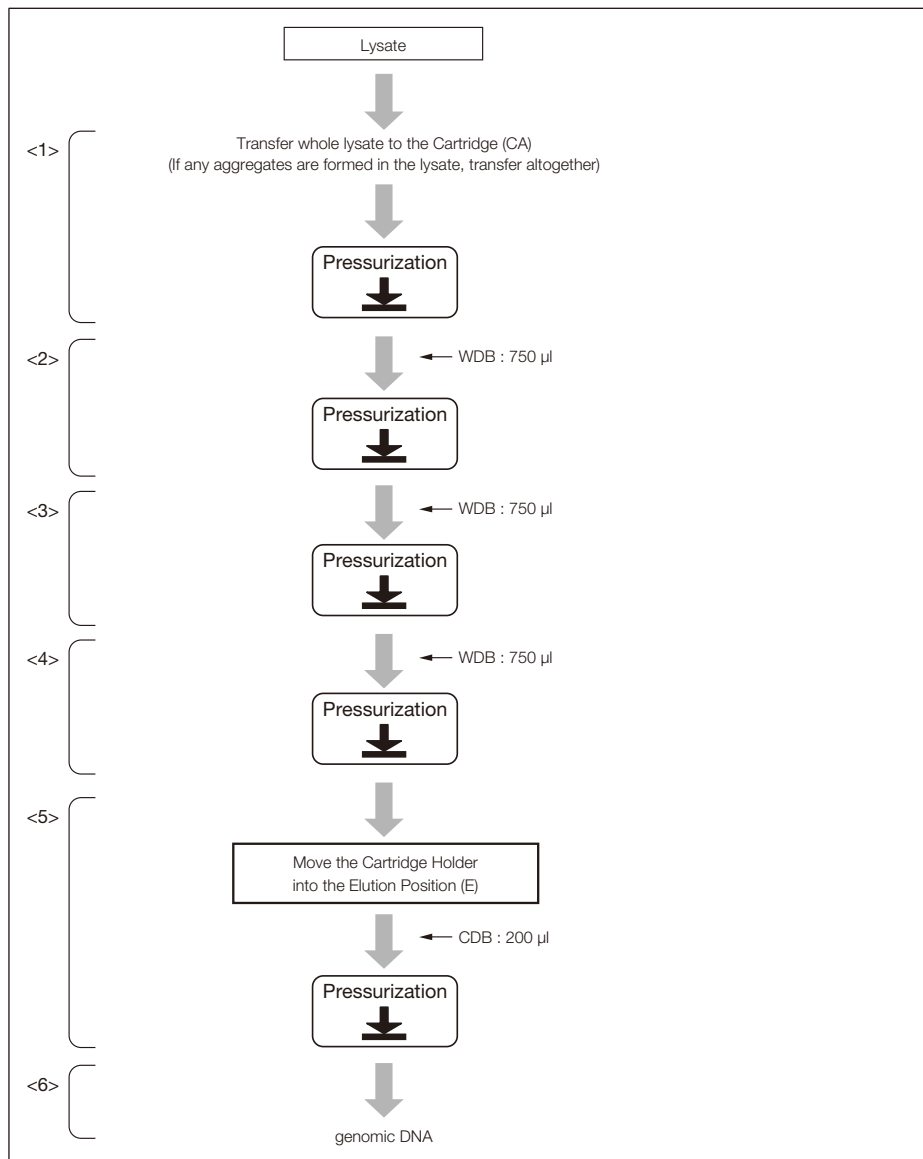 Lysate
<1>
Transfer whole lysate to the Cartridge (CA)
(If any aggregates are formed in the lysate, transfer altogether)
Pressurization
<2>
WDB : 750 µl
Pressurization
<3>
WDB : 750 µl
Pressurization
<4>
WDB : 750 µl
Pressurization
<5>
Move the Cartridge Holder
into the Elution Position (E)
CDB : 200 µl
Pressurization
<6>
genomic DNA